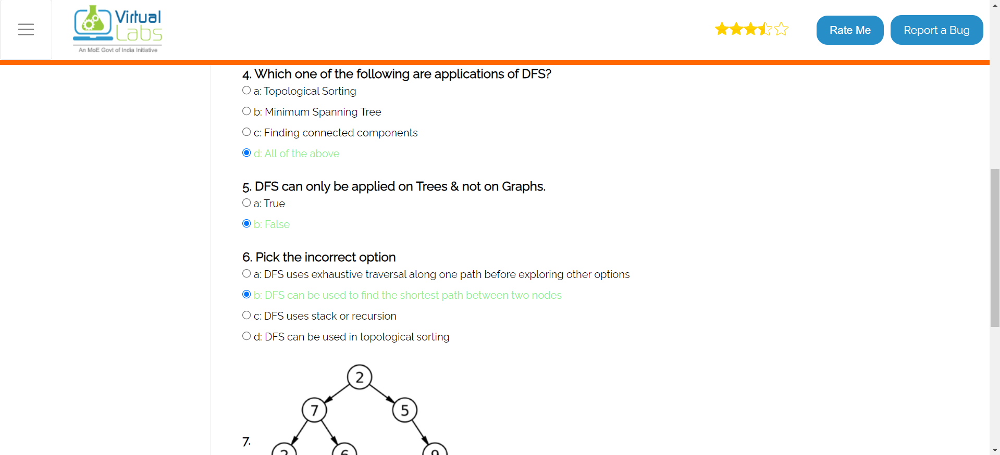 Virtual
Labs
An MoE Govt of India Initiative
Rate Me
Report a Bug
4. Which one of the following are applications of DFS?
a: Topological Sorting
b: Minimum Spanning Tree
c: Finding connected components
d: All of the above
5. DFS can only be applied on Trees & not on Graphs.
a: True
b: False
6. Pick the incorrect option
a: DFS uses exhaustive traversal along one path before exploring other options
b: DFS can be used to find the shortest path between two nodes
c: DFS uses stack or recursion
d: DFS can be used in topological sorting
2
7
5
7.